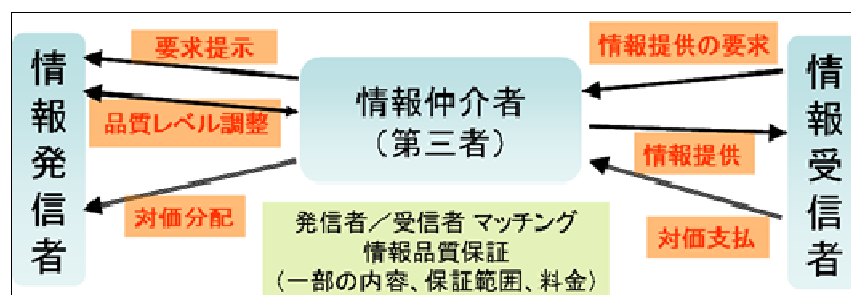 情報発信者
要求提示
品質レベル調整
対価分配
情報仲介者
（第三者）
発信者／受信者 マッチング
情報品質保証
（一部の内容、保証範囲、料金）
情報提供の要求
情報提供
対価支払
情報受信者